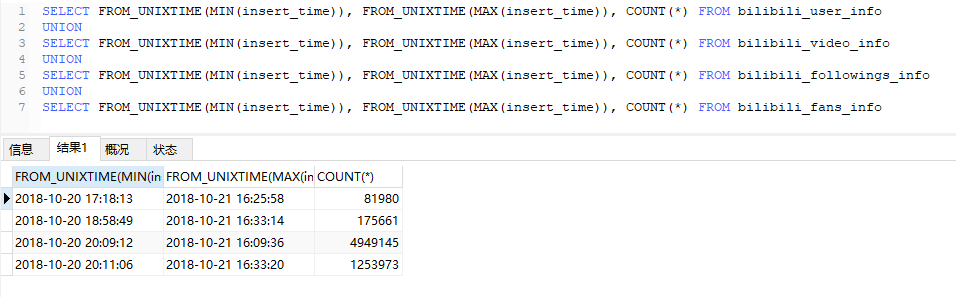 1 SELECT FROM_UNIXTIME(MIN(insert_time)), FROM_UNIXTIME(MAX(insert_time)), COUNT(*) FROM bilibili_user_info
2 UNION
3 SELECT FROM_UNIXTIME(MIN(insert_time)), FROM_UNIXTIME(MAX(insert_time)), COUNT(*) FROM bilibili_video_info
4 UNION
5 SELECT FROM_UNIXTIME(MIN(insert_time)), FROM_UNIXTIME(MAX(insert_time)), COUNT(*) FROM bilibili_followings_info
6 UNION
7 SELECT FROM_UNIXTIME(MIN(insert_time)), FROM_UNIXTIME(MAX(insert_time)), COUNT(*) FROM bilibili_fans_info
信息 结果1 概况 状态
FROM_UNIXTIME(MIN(in FROM_UNIXTIME(MAX(in COUNT(*)
2018-10-20 17:18:13 2018-10-21 16:25:58 81980
2018-10-20 18:58:49 2018-10-21 16:33:14 175661
2018-10-20 20:09:12 2018-10-21 16:09:36 4949145
2018-10-20 20:11:06 2018-10-21 16:33:20 1253973